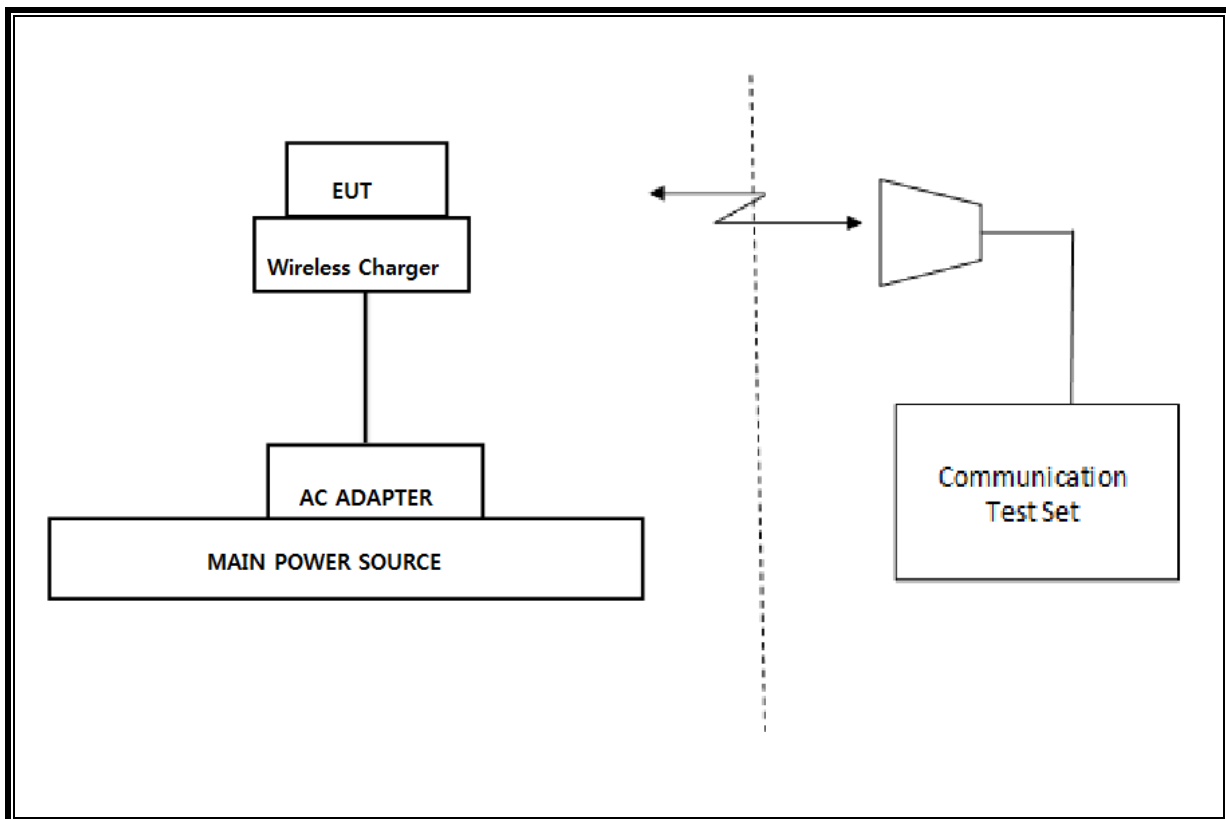 EUT
Wireless Charger
AC ADAPTER
MAIN POWER SOURCE
Communication
Test Set